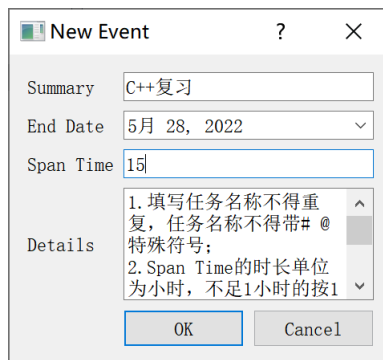 New Event
?
Summary C++复习
End Date 5月 28, 2022
Span Time 15
Details
1.填写任务名称不得重
复，任务名称不得带# @
特殊符号;
2.Span Time的时长单位
为小时，不足1小时的按1
OK Cancel